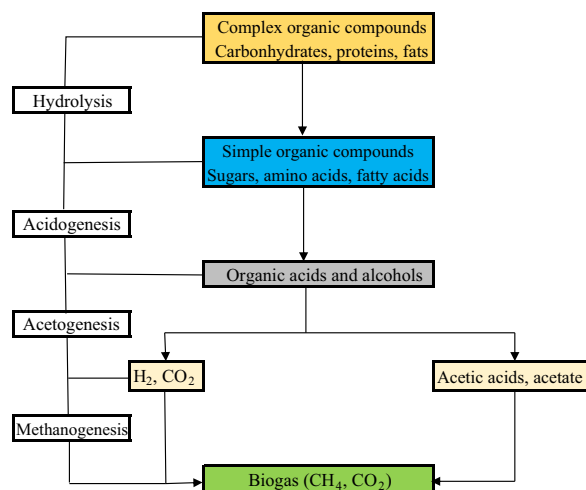 Complex organic compounds
Carbonhydrates, proteins, fats
Hydrolysis
Simple organic compounds
Sugars, amino acids, fatty acids
Acidogenesis
Organic acids and alcohols
Acetogenesis
H₂, CO₂
Acetic acids, acetate
Methanogenesis
Biogas (CH₄, CO₂)